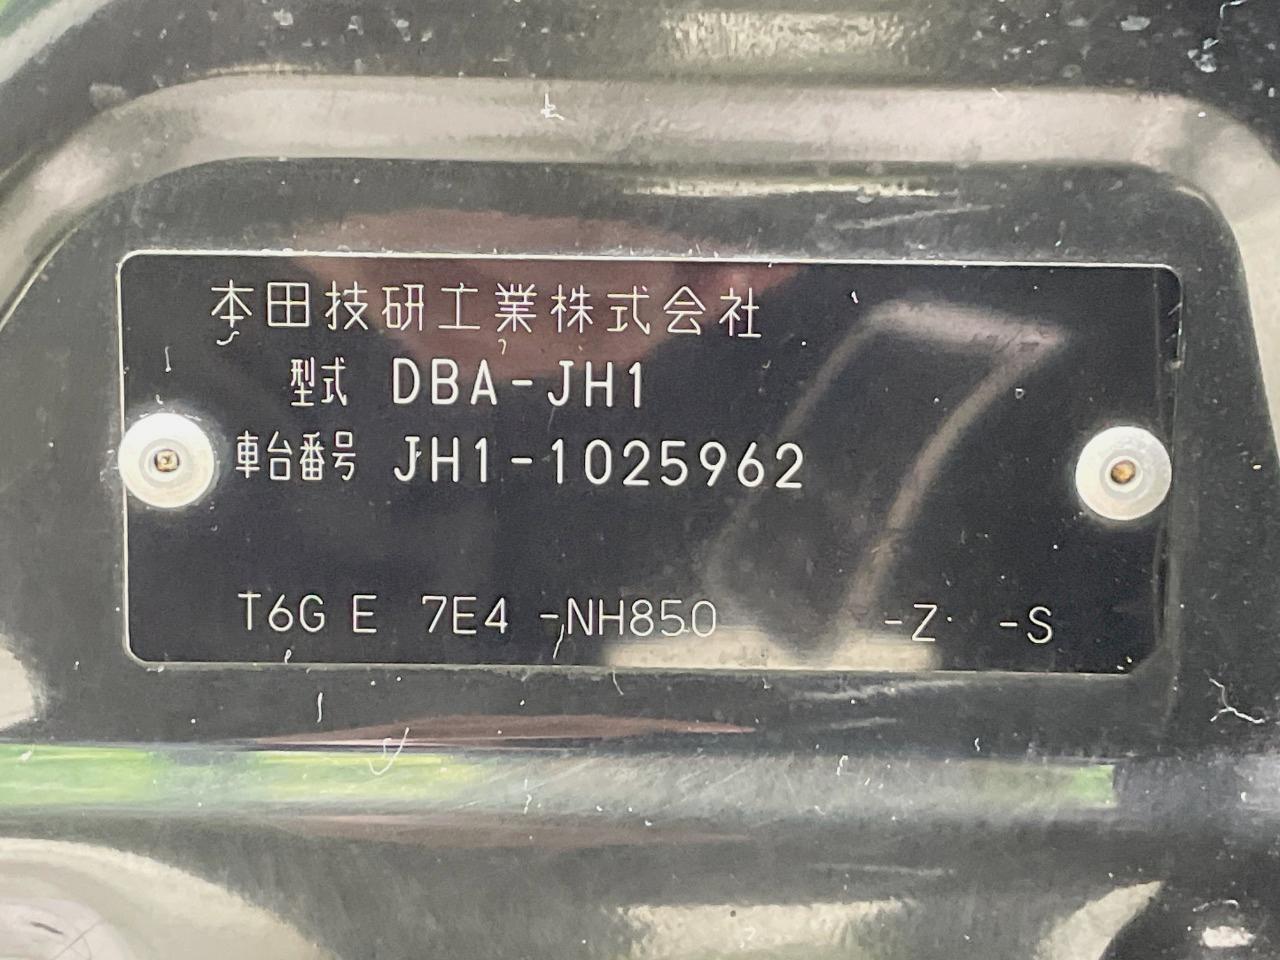 本田技研工業株式会社
型式 DBA-JH1
車台番号 JH1-1025962
T6G E 7E4 -NH850 -Z -S